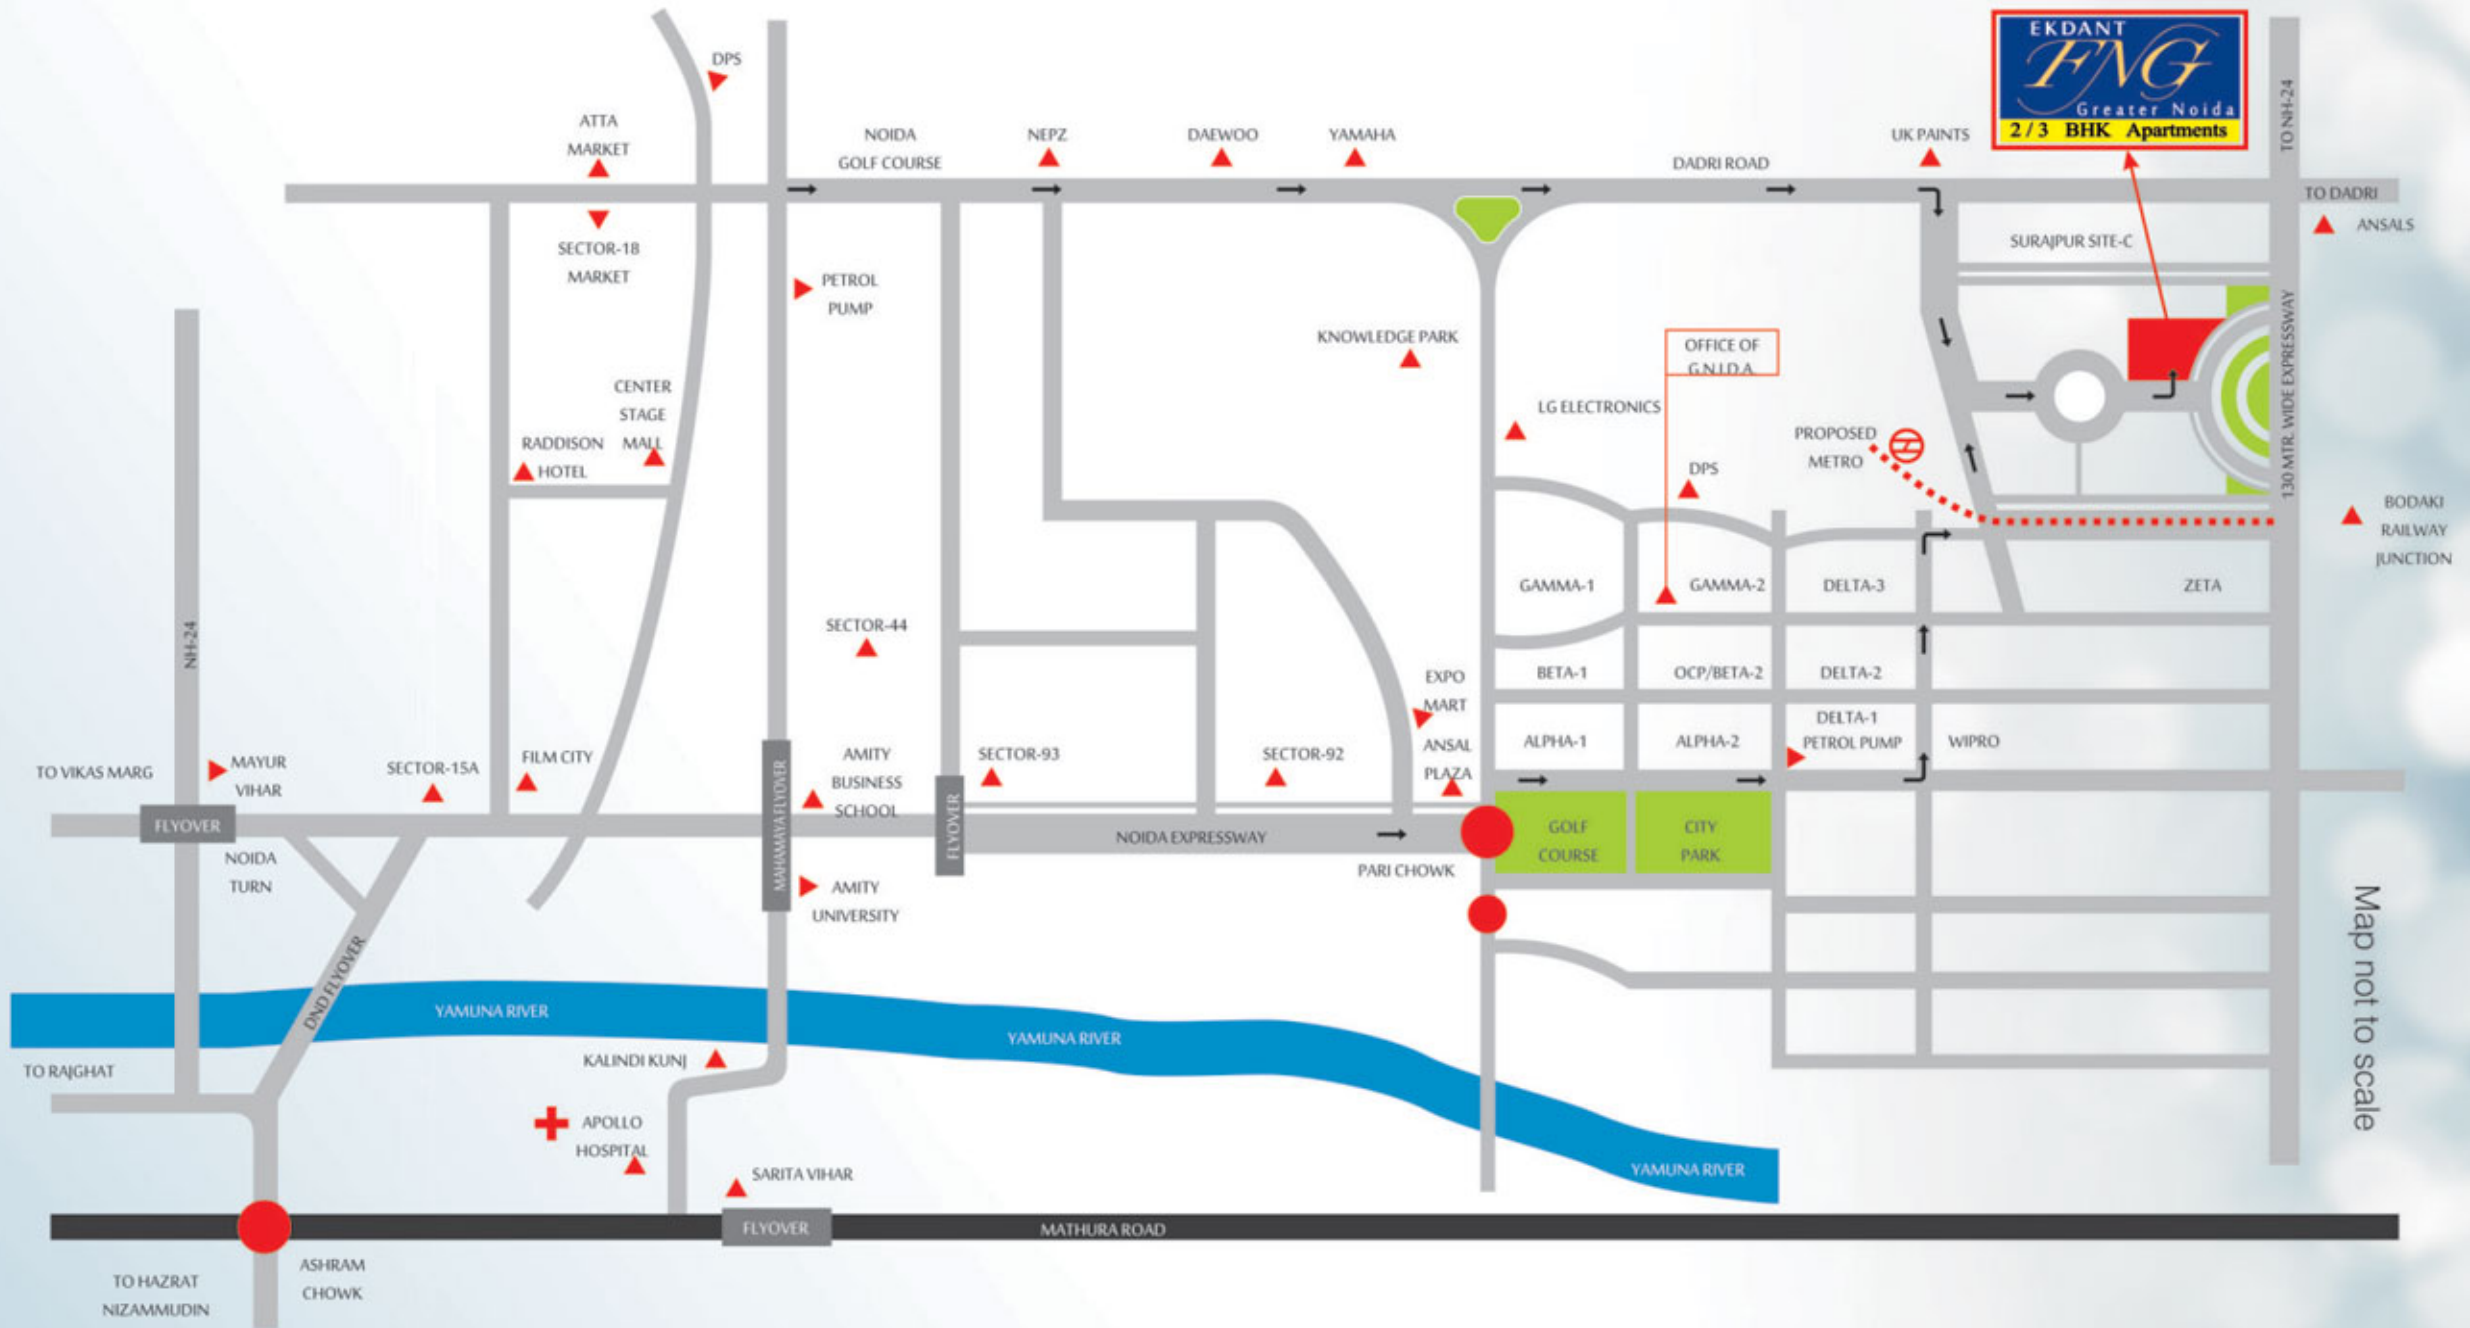 EKDANT
FNG
Greater Noida
2/3 BHK Apartments
DPS
ATTA
MARKET
NOIDA
GOLF COURSE
NEPZ
DAEWOO
YAMAHA
DADRI ROAD
UK PAINTS
TO NH-24
TO DADRI
ANSALS
SECTOR-18
MARKET
SURAJPUR SITE-C
PETROL
PUMP
KNOWLEDGE PARK
OFFICE OF
G.N.I.D.A.
130 MTR. WIDE EXPRESSWAY
CENTER
STAGE
MALL
RADDISON
HOTEL
LG ELECTRONICS
PROPOSED
METRO
DPS
BODAKI
RAILWAY
JUNCTION
NH-24
GAMMA-1
GAMMA-2
DELTA-3
ZETA
SECTOR-44
EXPO
MART
BETA-1
OCP/BETA-2
DELTA-2
DELTA-1
PETROL PUMP
TO VIKAS MARG
MAYUR
VIHAR
SECTOR-15A
FILM CITY
MAHAMAYA FLYOVER
AMITY
BUSINESS
SCHOOL
SECTOR-93
SECTOR-92
ANSAL
PLAZA
ALPHA-1
ALPHA-2
WIPRO
FLYOVER
FLYOVER
NOIDA EXPRESSWAY
GOLF
COURSE
CITY
PARK
NOIDA
TURN
PARI CHOWK
AMITY
UNIVERSITY
DND FLYOVER
Map not to scale
YAMUNA RIVER
YAMUNA RIVER
TO RAJGHAT
KALINDI KUNJ
APOLLO
HOSPITAL
SARITA VIHAR
YAMUNA RIVER
FLYOVER
MATHURA ROAD
ASHRAM
CHOWK
TO HAZRAT
NIZAMMUDIN